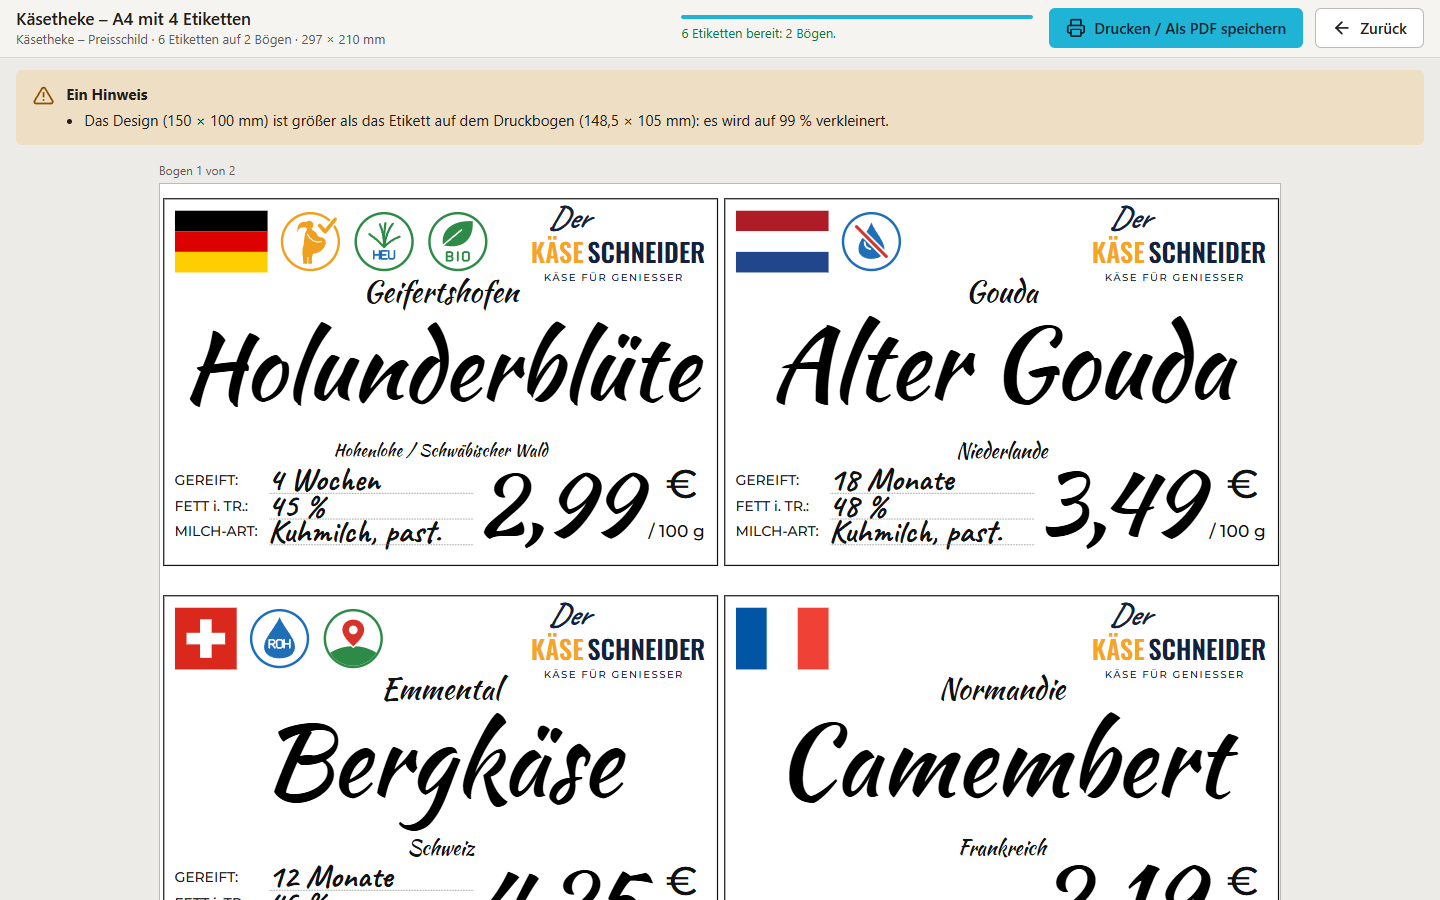 Käsetheke – A4 mit 4 Etiketten
Käsetheke – Preisschild · 6 Etiketten auf 2 Bögen · 297 × 210 mm
6 Etiketten bereit: 2 Bögen.
Drucken / Als PDF speichern
Zurück
Ein Hinweis
• Das Design (150 × 100 mm) ist größer als das Etikett auf dem Druckbogen (148,5 × 105 mm): es wird auf 99 % verkleinert.
Bogen 1 von 2
HEU
BIO
Der
KÄSE SCHNEIDER
KÄSE FÜR GENIESSER
Geifertshofen
Holunderblüte
Hohenlohe / Schwäbischer Wald
GEREIFT: 4 Wochen
FETT i. TR.: 45 %
MILCH-ART: Kuhmilch, past.
2,99 €
/ 100 g
Der
KÄSE SCHNEIDER
KÄSE FÜR GENIESSER
Gouda
Alter Gouda
Niederlande
GEREIFT: 18 Monate
FETT i. TR.: 48 %
MILCH-ART: Kuhmilch, past.
3,49 €
/ 100 g
ROH
Der
KÄSE SCHNEIDER
KÄSE FÜR GENIESSER
Emmental
Bergkäse
Schweiz
GEREIFT: 12 Monate
€
Der
KÄSE SCHNEIDER
KÄSE FÜR GENIESSER
Normandie
Camembert
Frankreich
€